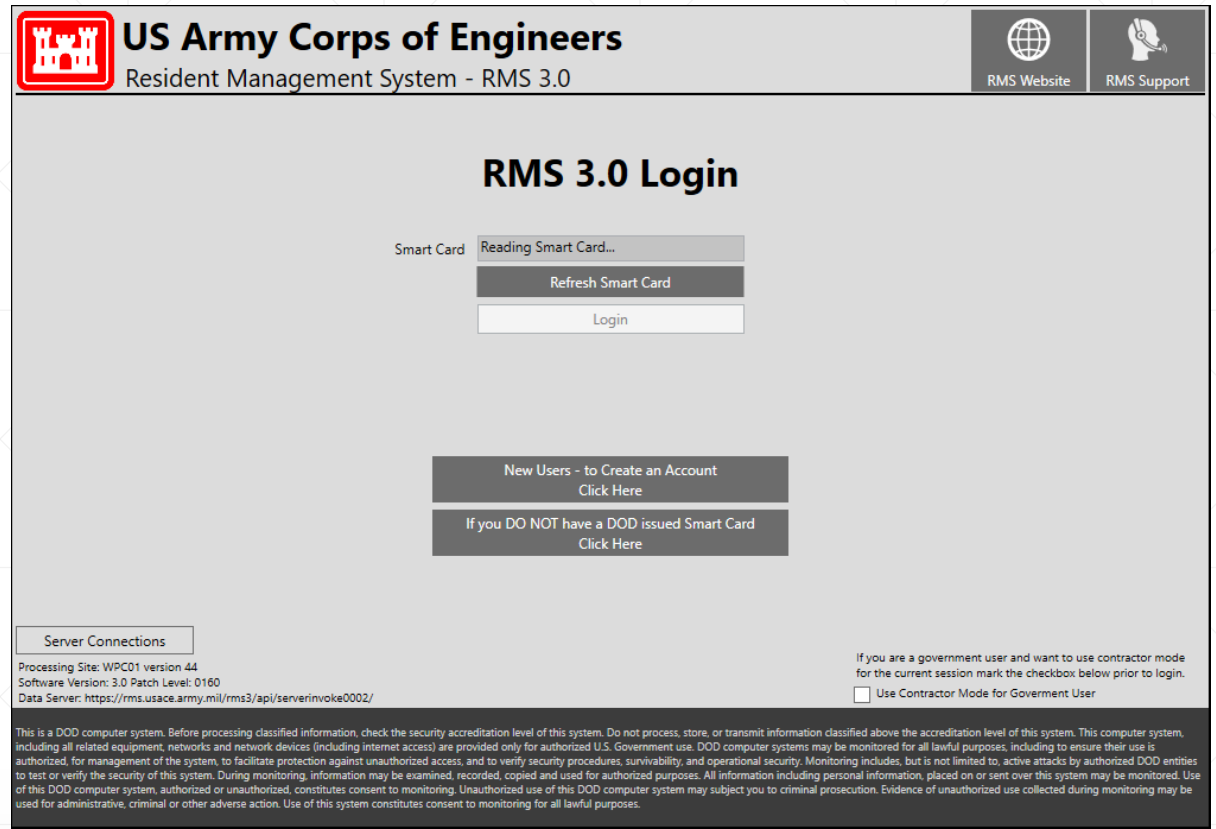 US Army Corps of Engineers
Resident Management System - RMS 3.0
RMS Website
RMS Support
RMS 3.0 Login
Smart Card
Reading Smart Card...
Refresh Smart Card
Login
New Users - to Create an Account
Click Here
If you DO NOT have a DOD issued Smart Card
Click Here
Server Connections
Processing Site: WPC01 version 44
Software Version: 3.0 Patch Level: 0160
Data Server: https://rms.usace.army.mil/rms3/api/serverinvoke0002/
If you are a government user and want to use contractor mode
for the current session mark the checkbox below prior to login.
Use Contractor Mode for Goverment User
This is a DOD computer system. Before processing classified information, check the security accreditation level of this system. Do not process, store, or transmit information classified above the accreditation level of this system. This computer system,
including all related equipment, networks and network devices (including internet access) are provided only for authorized U.S. Government use. DOD computer systems may be monitored for all lawful purposes, including to ensure their use is
authorized, for management of the system, to facilitate protection against unauthorized access, and to verify security procedures, survivability, and operational security. Monitoring includes, but is not limited to, active attacks by authorized DOD entities
to test or verify the security of this system. During monitoring, information may be examined, recorded, copied and used for authorized purposes. All information including personal information, placed on or sent over this system may be monitored. Use
of this DOD computer system, authorized or unauthorized, constitutes consent to monitoring. Unauthorized use of this DOD computer system may subject you to criminal prosecution. Evidence of unauthorized use collected during monitoring may be
used for administrative, criminal or other adverse action. Use of this system constitutes consent to monitoring for all lawful purposes.